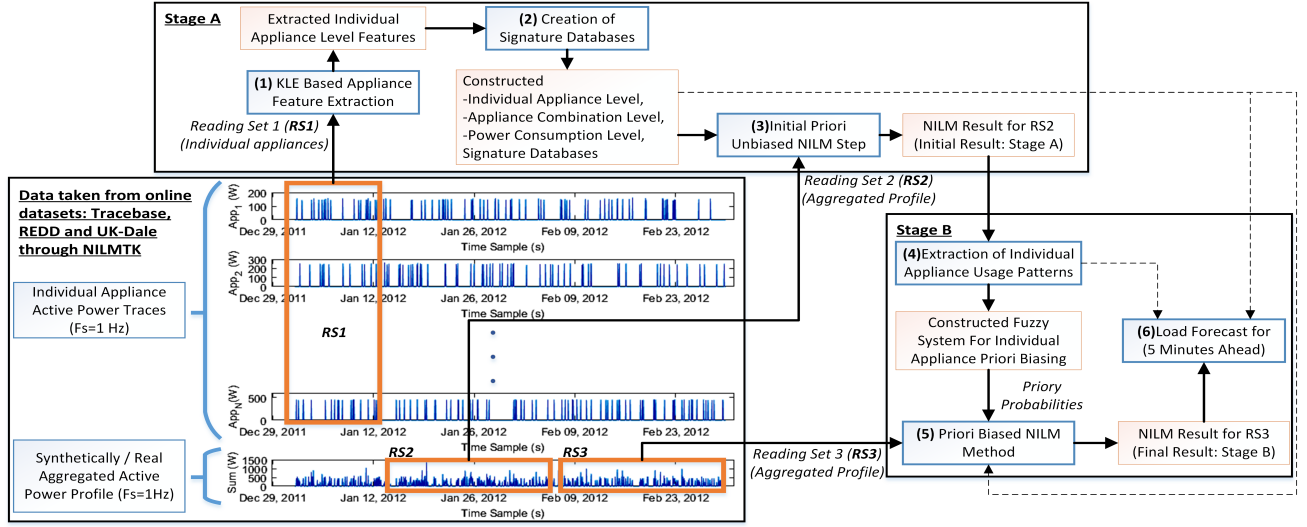 Stage A
Extracted Individual
Appliance Level Features
(2) Creation of
Signature Databases
(1) KLE Based Appliance
Feature Extraction
Constructed
-Individual Appliance Level,
-Appliance Combination Level,
-Power Consumption Level,
Signature Databases
(3)Initial Priori
Unbiased NILM Step
NILM Result for RS2
(Initial Result: Stage A)
Reading Set 1 (RS1)
(Individual appliances)
Reading Set 2 (RS2)
(Aggregated Profile)
Data taken from online
datasets: Tracebase,
REDD and UK-Dale
through NILMTK
Individual Appliance
Active Power Traces
(Fs=1 Hz)
Synthetically / Real
Aggregated Active
Power Profile (Fs=1Hz)
App1 (W)
200
100
0
Dec 29, 2011 Jan 12, 2012 Jan 26, 2012 Feb 09, 2012 Feb 23, 2012
Time Sample (s)
App2 (W)
300
200
100
0
Dec 29, 2011 Jan 12, 2012 Jan 26, 2012 Feb 09, 2012 Feb 23, 2012
Time Sample (s)
RS1
AppN(W)
500
0
Dec 29, 2011 Jan 12, 2012 Jan 26, 2012 Feb 09, 2012 Feb 23, 2012
Time Sample (s)
RS2 RS3
Sum (W)
1500
1000
500
0
Dec 29, 2011 Jan 12, 2012 Jan 26, 2012 Feb 09, 2012 Feb 23, 2012
Time Sample (s)
Reading Set 3 (RS3)
(Aggregated Profile)
Stage B
(4)Extraction of Individual
Appliance Usage Patterns
Constructed Fuzzy
System For Individual
Appliance Priori Biasing
Priory
Probabilities
(5) Priori Biased NILM
Method
NILM Result for RS3
(Final Result: Stage B)
(6)Load Forecast for
(5 Minutes Ahead)